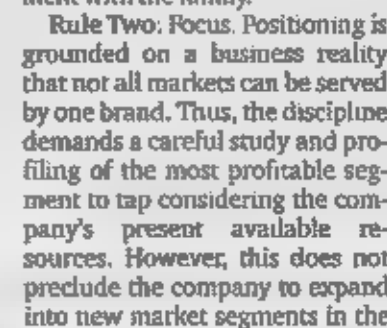 ment with the family.
Rule Two: Focus. Positioning is
grounded on a business reality
that not all markets can be served
by one brand. Thus, the discipline
demands a careful study and pro-
filing of the most profitable seg-
ment to tap considering the com-
pany's present available re-
sources. However, this does not
preclude the company to expand
into new market segments in the